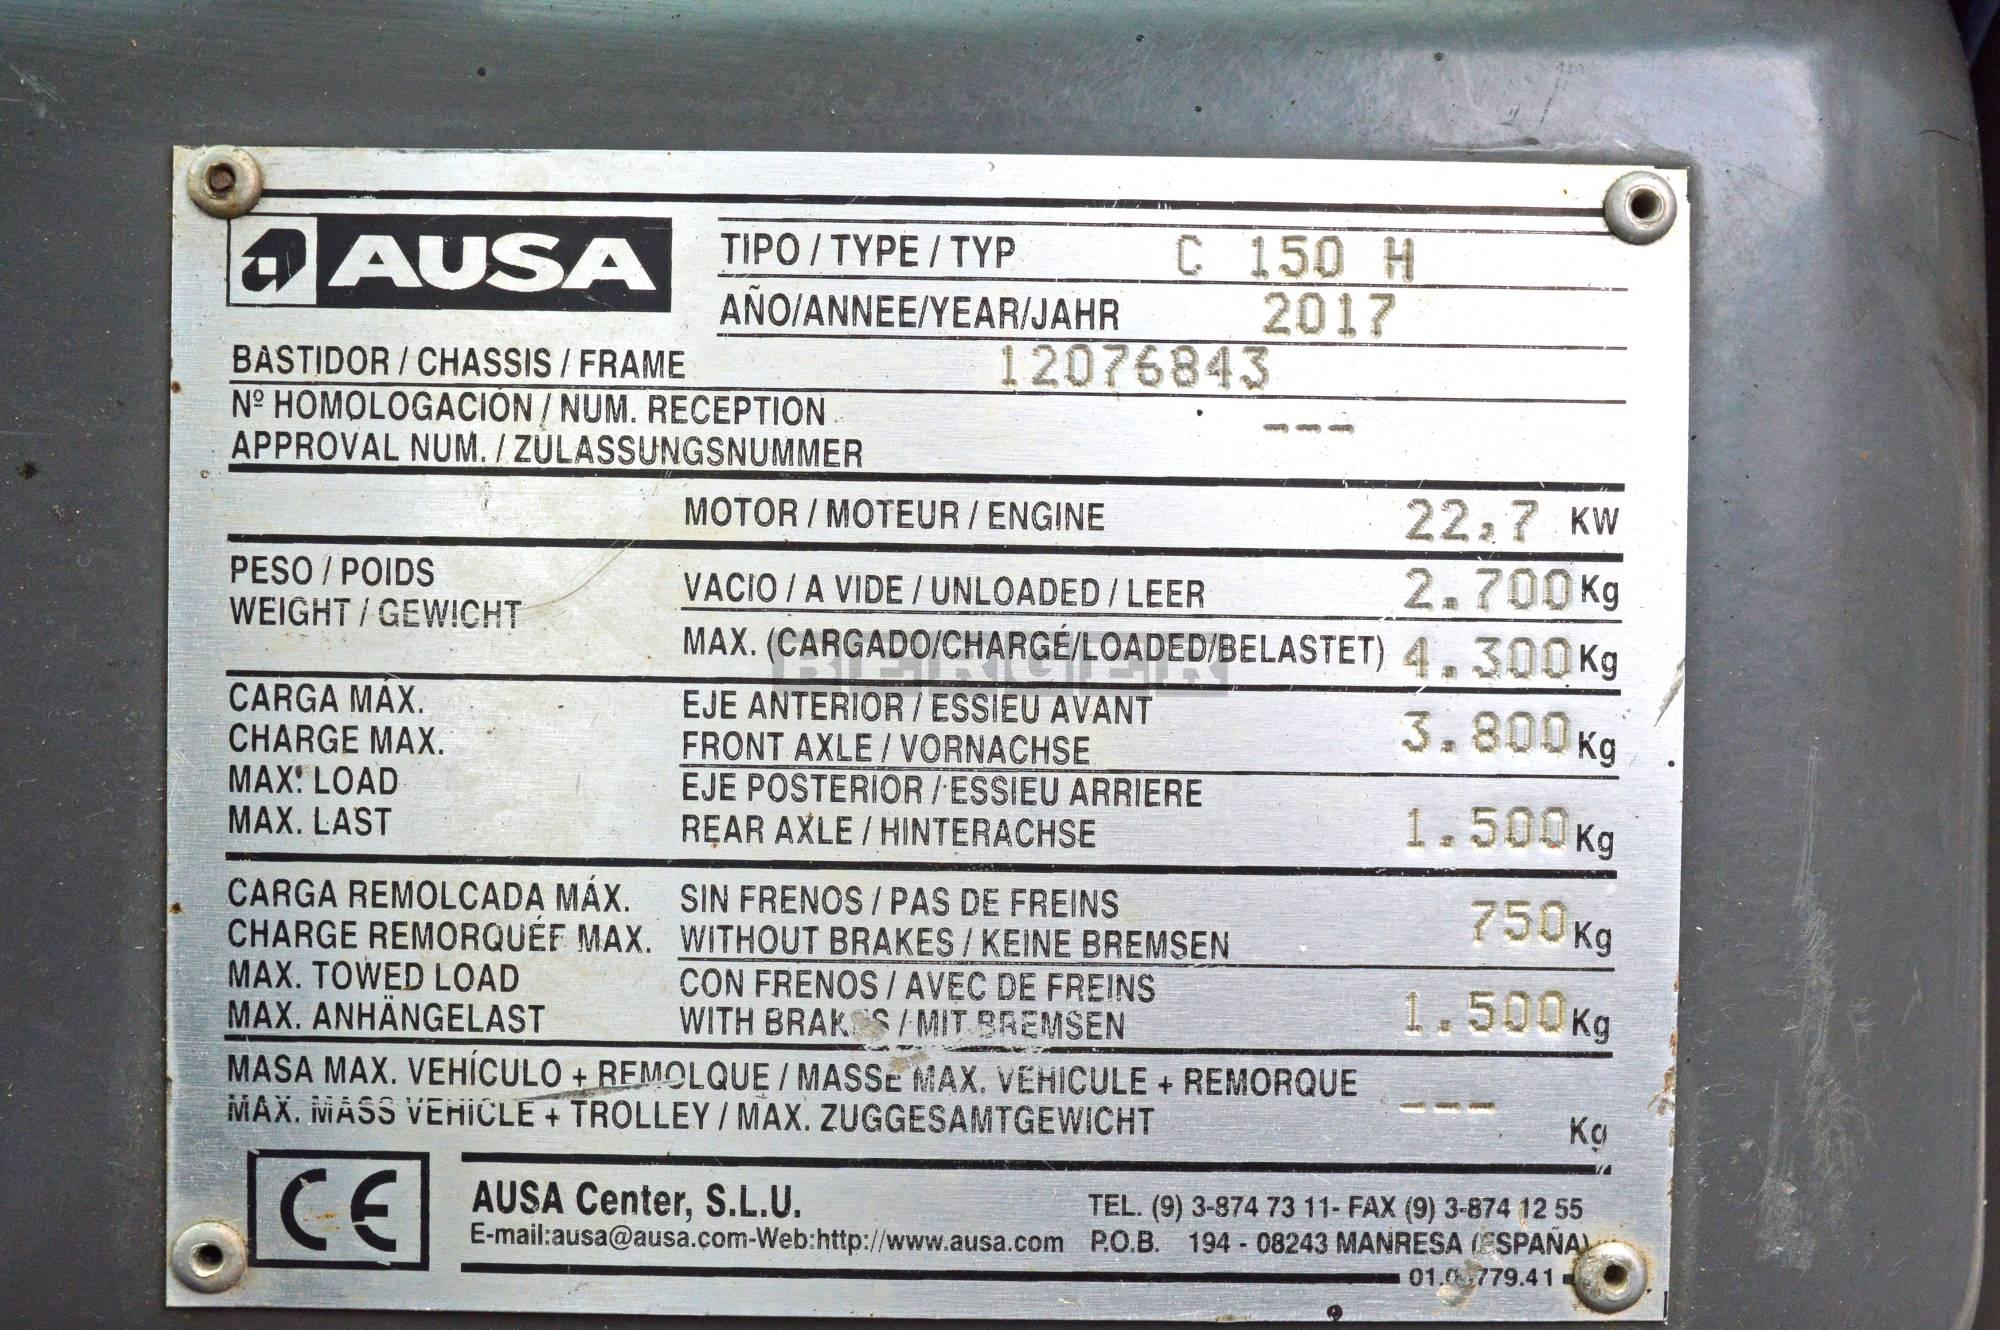 AUSA
TIPO / TYPE / TYP C 150 H
AÑO/ANNEE/YEAR/JAHR 2017
BASTIDOR / CHASSIS / FRAME 12076843
Nº HOMOLOGACIÓN / NUM. RECEPTION ---
APPROVAL NUM. / ZULASSUNGSNUMMER
MOTOR / MOTEUR / ENGINE 22,7 KW
PESO / POIDS
WEIGHT / GEWICHT
VACIO / A VIDE / UNLOADED / LEER 2.700 Kg
MAX. (CARGADO/CHARGÉ/LOADED/BELASTET) 4.300 Kg
BERGER
CARGA MÁX.
CHARGE MAX.
MAX. LOAD
MAX. LAST
EJE ANTERIOR / ESSIEU AVANT
FRONT AXLE / VORNACHSE 3.800 Kg
EJE POSTERIOR / ESSIEU ARRIERE
REAR AXLE / HINTERACHSE 1.500 Kg
CARGA REMOLCADA MÁX.
CHARGE REMORQUÉE MAX.
MAX. TOWED LOAD
MAX. ANHÄNGELAST
SIN FRENOS / PAS DE FREINS
WITHOUT BRAKES / KEINE BREMSEN 750 Kg
CON FRENOS / AVEC DE FREINS
WITH BRAKES / MIT BREMSEN 1.500 Kg
MASA MAX. VEHÍCULO + REMOLQUE / MASSE MAX. VÉHICULE + REMORQUE
MAX. MASS VEHICLE + TROLLEY / MAX. ZUGGESAMTGEWICHT --- Kg
CE
AUSA Center, S.L.U.
E-mail:ausa@ausa.com-Web:http://www.ausa.com
TEL. (9) 3-874 73 11- FAX (9) 3-874 12 55
P.O.B. 194 - 08243 MANRESA (ESPAÑA)